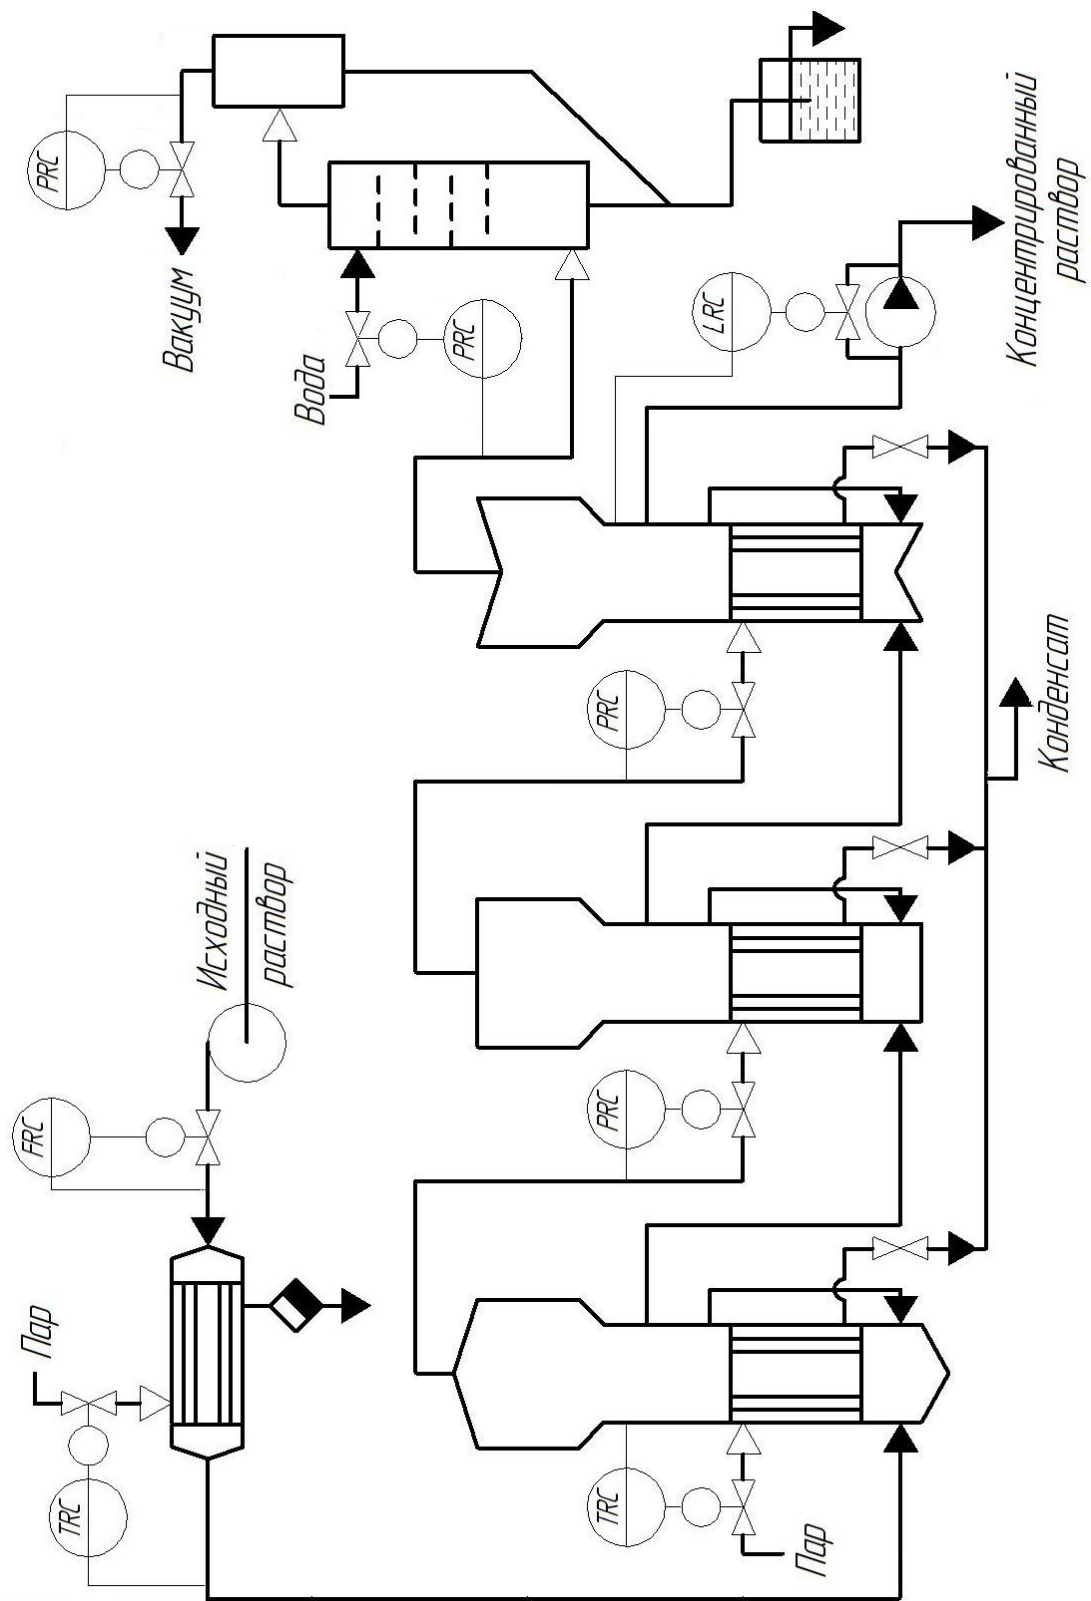 PRC
Вакуум
Вода
PRC
LRC
Концентрированный
раствор
PRC
Конденсат
Исходный
раствор
FRC
PRC
Пар
TRC
TRC
Пар